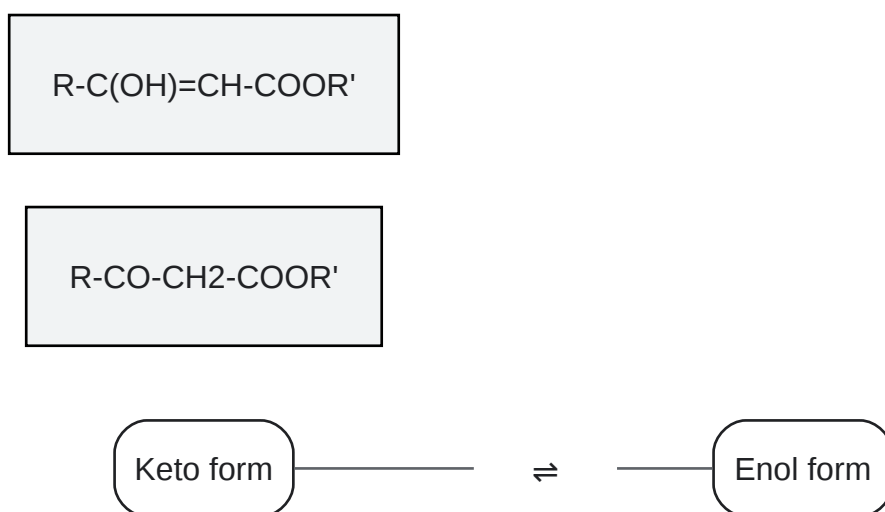 R-C(OH)=CH-COOR'
R-CO-CH2-COOR'
Keto form ⇌ Enol form